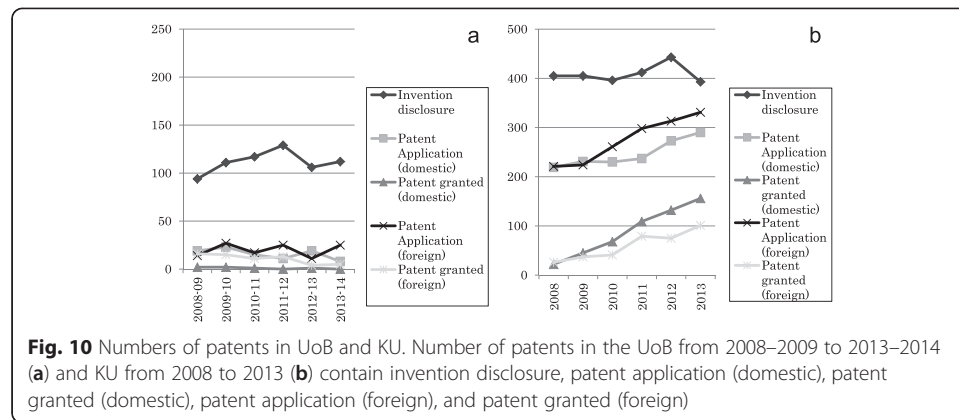 a
250
200
150
100
50
0
2008-09
2009-10
2010-11
2011-12
2012-13
2013-14
Invention
disclosure
Patent
Application
(domestic)
Patent granted
(domestic)
Patent
Application
(foreign)
Patent granted
(foreign)
b
500
400
300
200
100
0
2008
2009
2010
2011
2012
2013
Invention
disclosure
Patent
Application
(domestic)
Patent
granted
(domestic)
Patent
Application
(foreign)
Patent
granted
(foreign)
Fig. 10 Numbers of patents in UoB and KU. Number of patents in the UoB from 2008–2009 to 2013–2014
(a) and KU from 2008 to 2013 (b) contain invention disclosure, patent application (domestic), patent
granted (domestic), patent application (foreign), and patent granted (foreign)